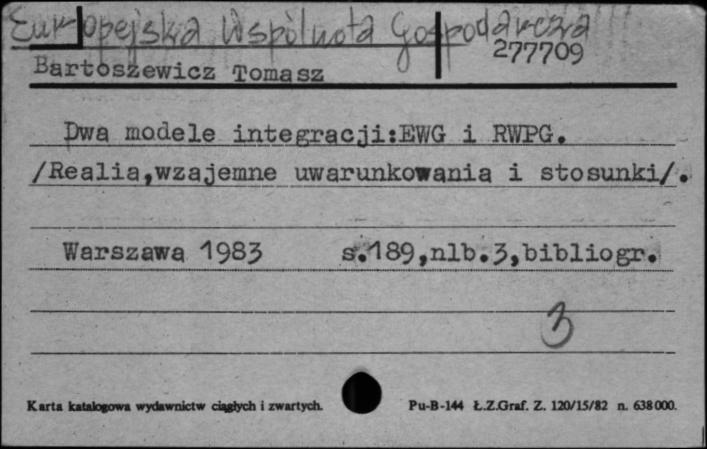 Europejska Wspólnota Gospodarcza
277709
Bartoszewicz Tomasz
Dwa modele integracji:EWG i RWPG.
/Realia,wzajemne uwarunkowania i stosunki/.
Warszawa 1983 s.189,nlb.3,bibliogr.
3
Karta katalogowa wydawnictw ciągłych i zwartych. Pu-B-144 Ł.Z.Graf. Z. 120/15/82 n. 638000.